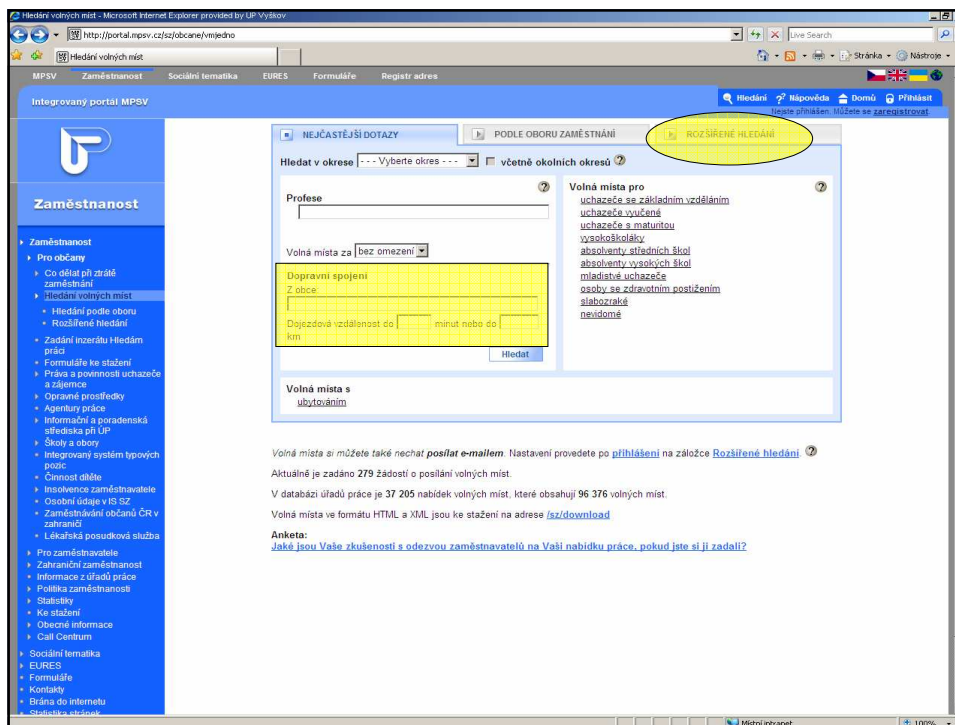 Hledání volných míst - Microsoft Internet Explorer provided by UP Vyškov
http://portal.mpsv.cz/sz/obcane/vmjedno
Live Search
Hledání volných míst
Stránka
Nástroje
MPSV Zaměstnanost Sociální tematika EURES Formuláře Registr adres
Integrovaný portál MPSV
Hledání Nápověda Domů Přihlásit
Nejste přihlášen. Můžete se zaregistrovat.
Zaměstnanost
Zaměstnanost
Pro občany
Co dělat při ztrátě
zaměstnání
Hledání volných míst
Hledání podle oboru
Rozšířené hledání
Zadání inzerátu Hledám
práci
Formuláře ke stažení
Práva a povinnosti uchazeče
a zájemce
Opravné prostředky
Agentury práce
Informační a poradenská
střediska při ÚP
Školy a obory
Integrovaný systém typových
pozic
Činnost dítěte
Insolvence zaměstnavatele
Osobní údaje v IS SZ
Zaměstnávání občanů ČR v
zahraničí
Lékařská posudková služba
Pro zaměstnavatele
Zahraniční zaměstnanost
Informace z úřadů práce
Politika zaměstnanosti
Statistiky
Ke stažení
Obecné informace
Call Centrum
Sociální tematika
EURES
Formuláře
Kontakty
Brána do internetu
Statistika stránek
NEJČASTĚJŠÍ DOTAZY PODLE OBORU ZAMĚSTNÁNÍ ROZŠÍŘENÉ HLEDÁNÍ
Hledat v okrese - - - Vyberte okres - - - včetně okolních okresů
Profese
Volná místa za bez omezení
Dopravní spojení
Z obce:
Dojezdová vzdálenost do minut nebo do
km
Hledat
Volná místa pro
uchazeče se základním vzděláním
uchazeče vyučené
uchazeče s maturitou
vysokoškoláky
absolventy středních škol
absolventy vysokých škol
mladistvé uchazeče
osoby se zdravotním postižením
slabozraké
nevidomé
Volná místa s
ubytováním
Volná místa si můžete také nechat posílat e-mailem. Nastavení provedete po přihlášení na záložce Rozšířené hledání.
Aktuálně je zadáno 279 žádostí o posílání volných míst.
V databázi úřadů práce je 37 205 nabídek volných míst, které obsahují 96 376 volných míst.
Volná místa ve formátu HTML a XML jsou ke stažení na adrese /sz/download
Anketa:
Jaké jsou Vaše zkušenosti s odezvou zaměstnavatelů na Vaši nabídku práce, pokud jste si ji zadali?
Místní intranet 100%